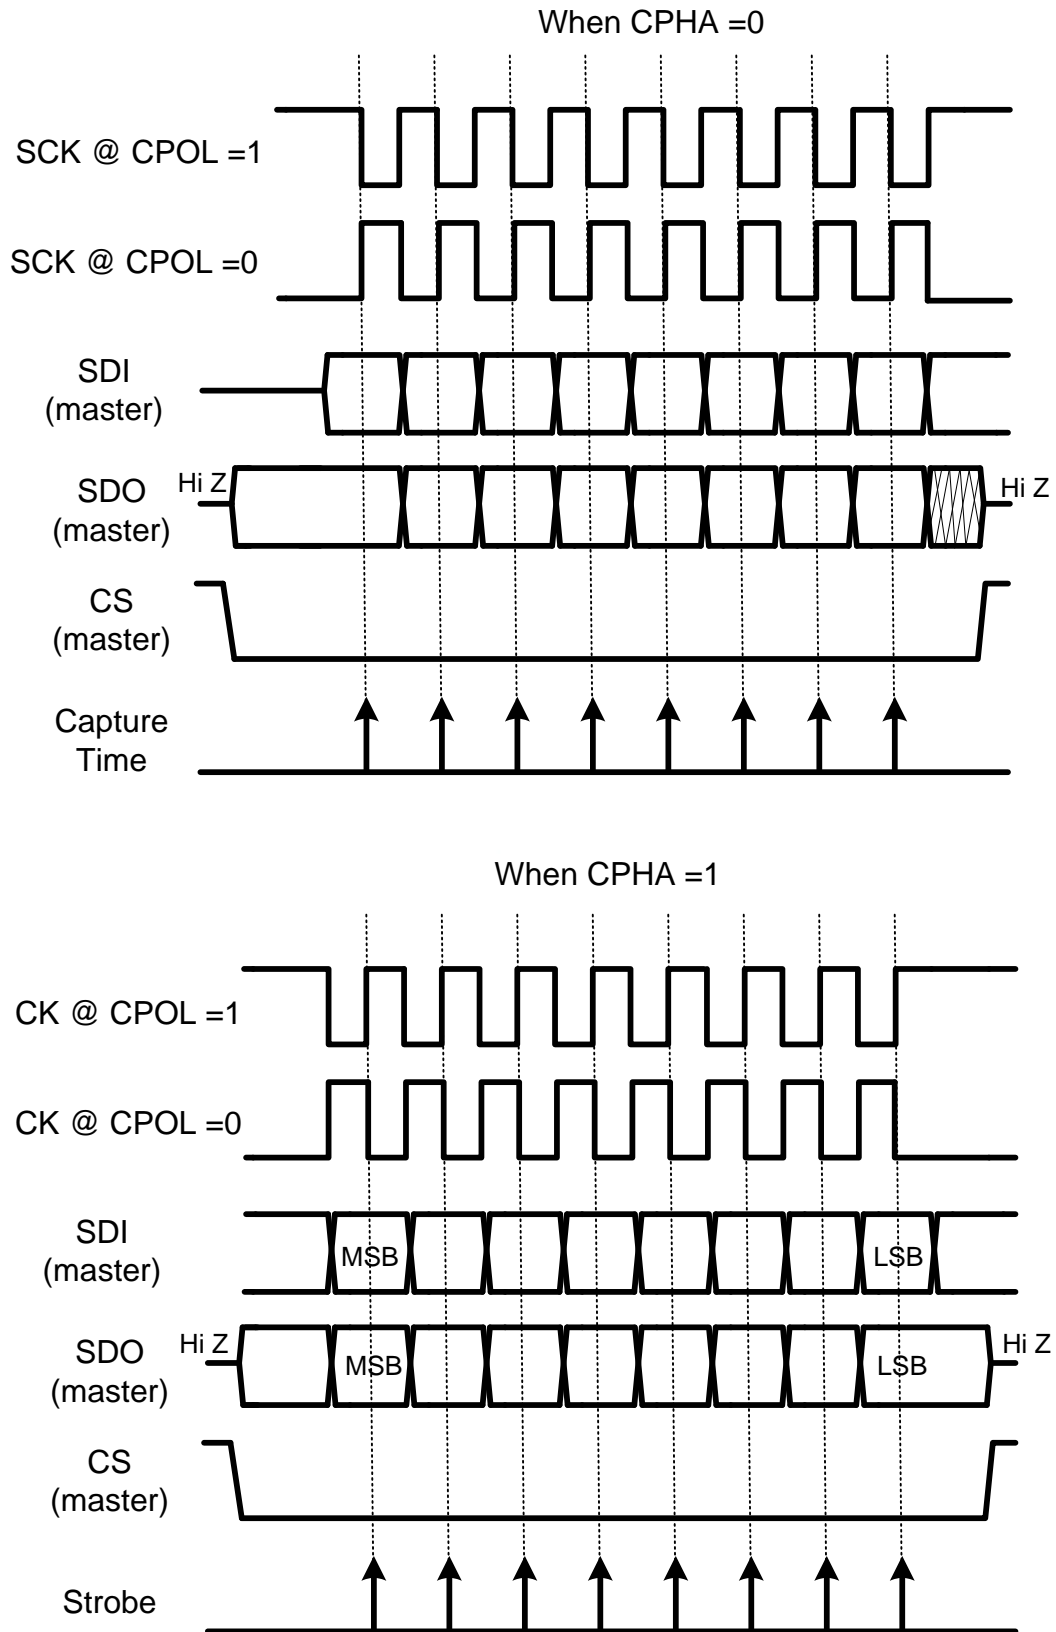 When CPHA =0
SCK @ CPOL =1
SCK @ CPOL =0
SDI
(master)
Hi Z
SDO
(master)
Hi Z
CS
(master)
Capture
Time
When CPHA =1
CK @ CPOL =1
CK @ CPOL =0
SDI
(master)
MSB
LSB
Hi Z
SDO
(master)
MSB
LSB
Hi Z
CS
(master)
Strobe